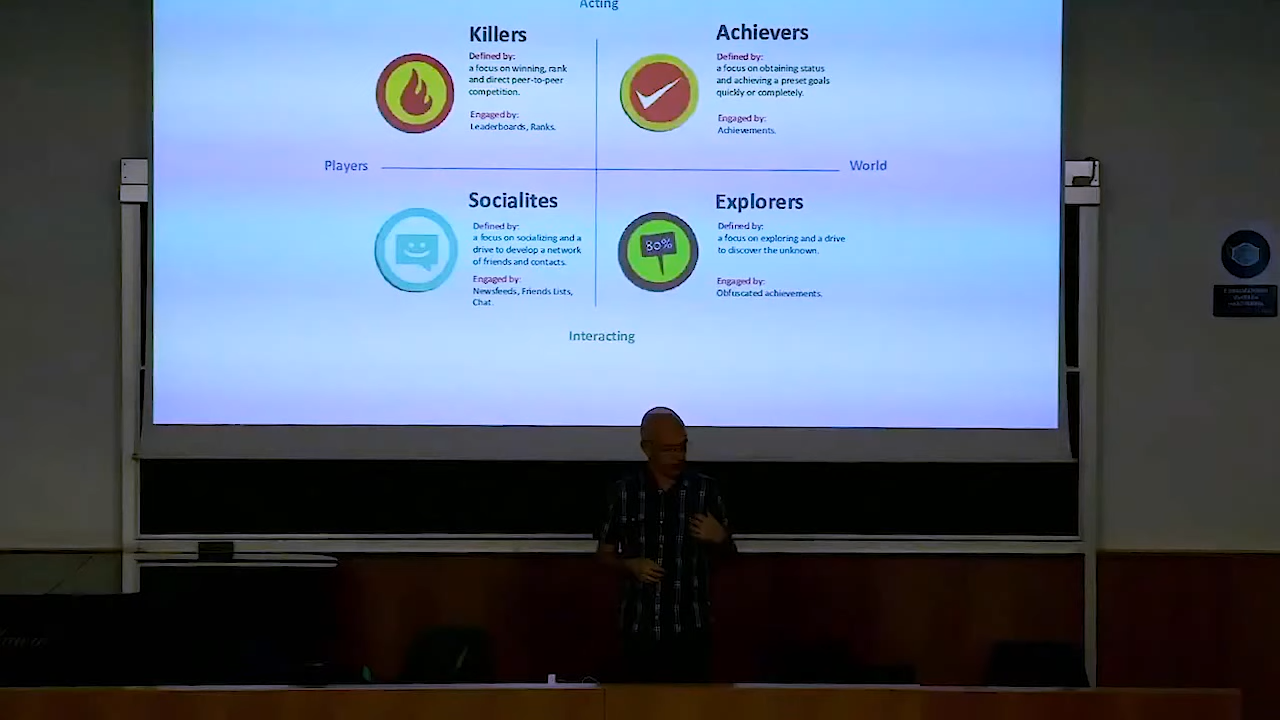 Acting
Killers
Defined by:
a focus on winning, rank
and direct peer-to-peer
competition.
Engaged by:
Leaderboards, Ranks.
Achievers
Defined by:
a focus on obtaining status
and achieving a preset goals
quickly or completely.
Engaged by:
Achievements.
Players
World
Socialites
Defined by:
a focus on socializing and a
drive to develop a network
of friends and contacts.
Engaged by:
Newsfeeds, Friends Lists,
Chat.
Explorers
80%
Defined by:
a focus on exploring and a drive
to discover the unknown.
Engaged by:
Obfuscated achievements.
Interacting